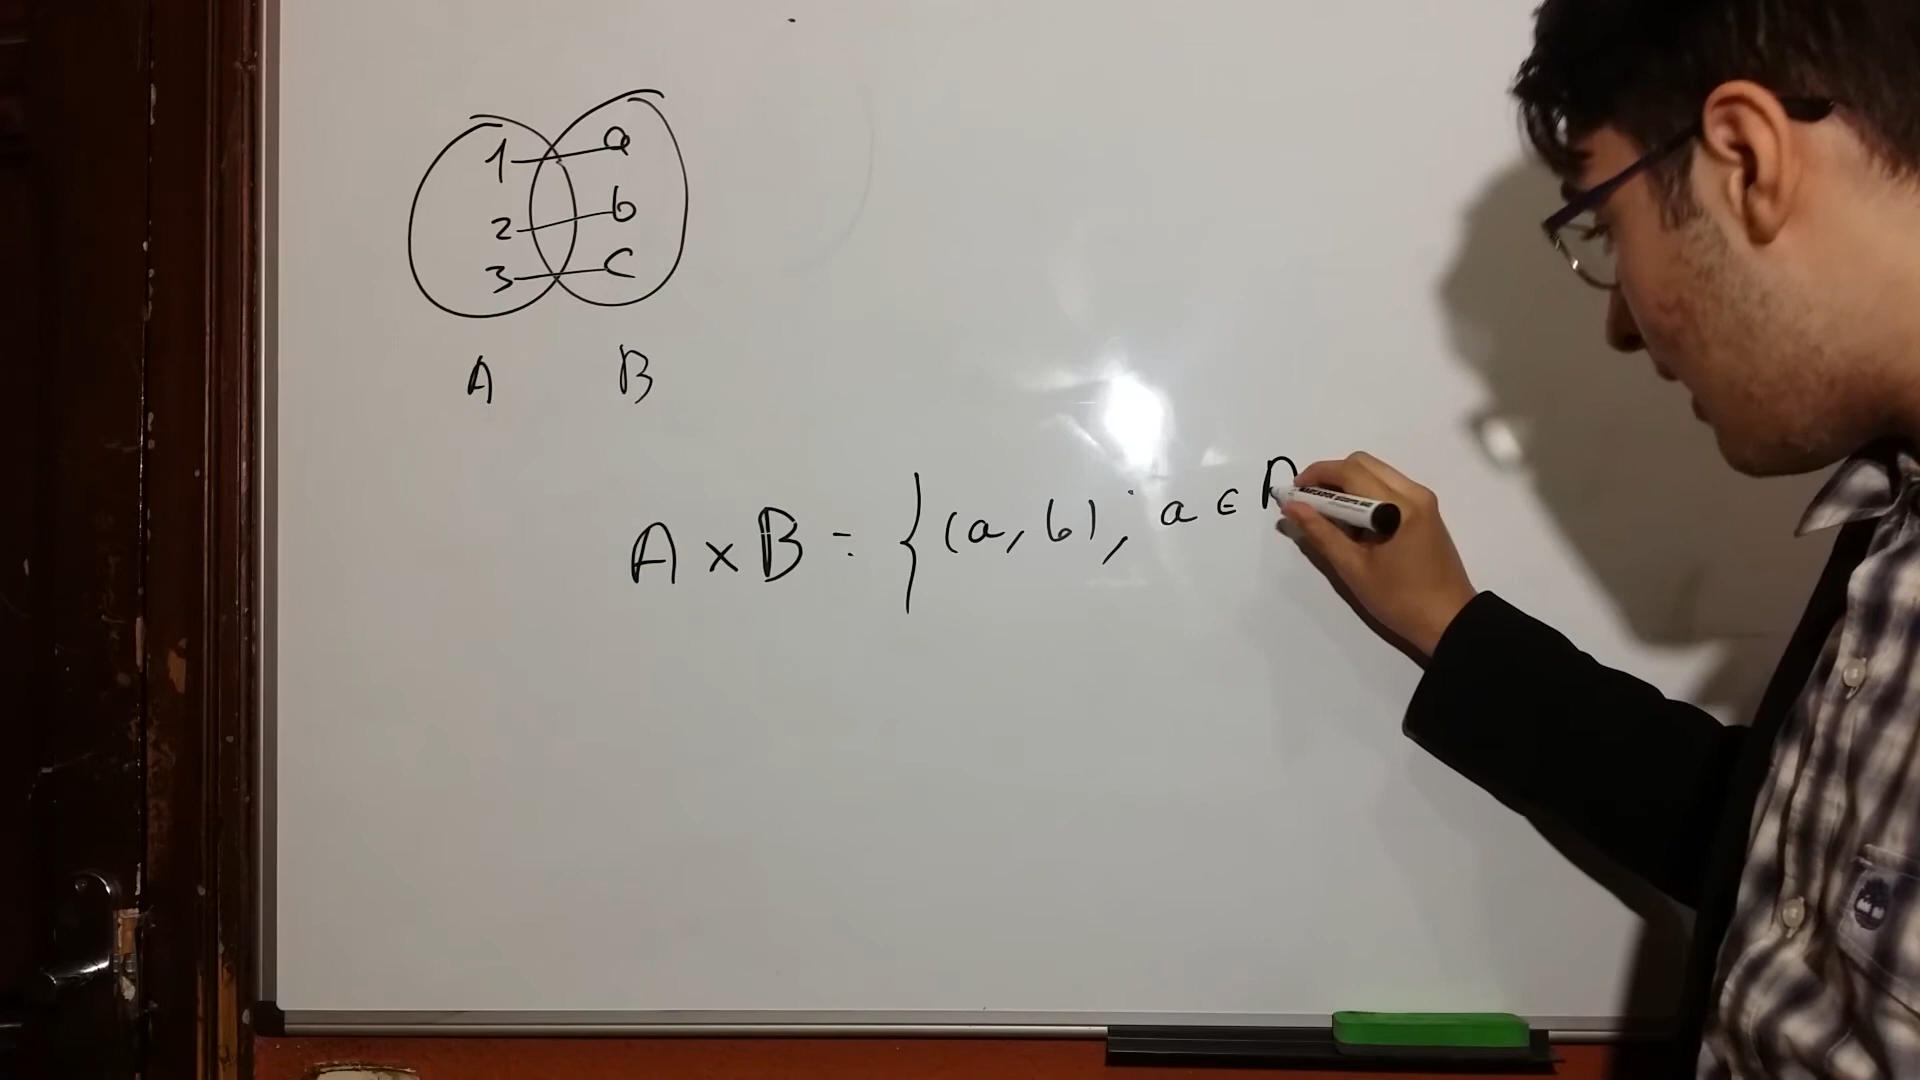 1 a
2 b
3 c
A B
A × B = { (a, b) ; a ∈ A